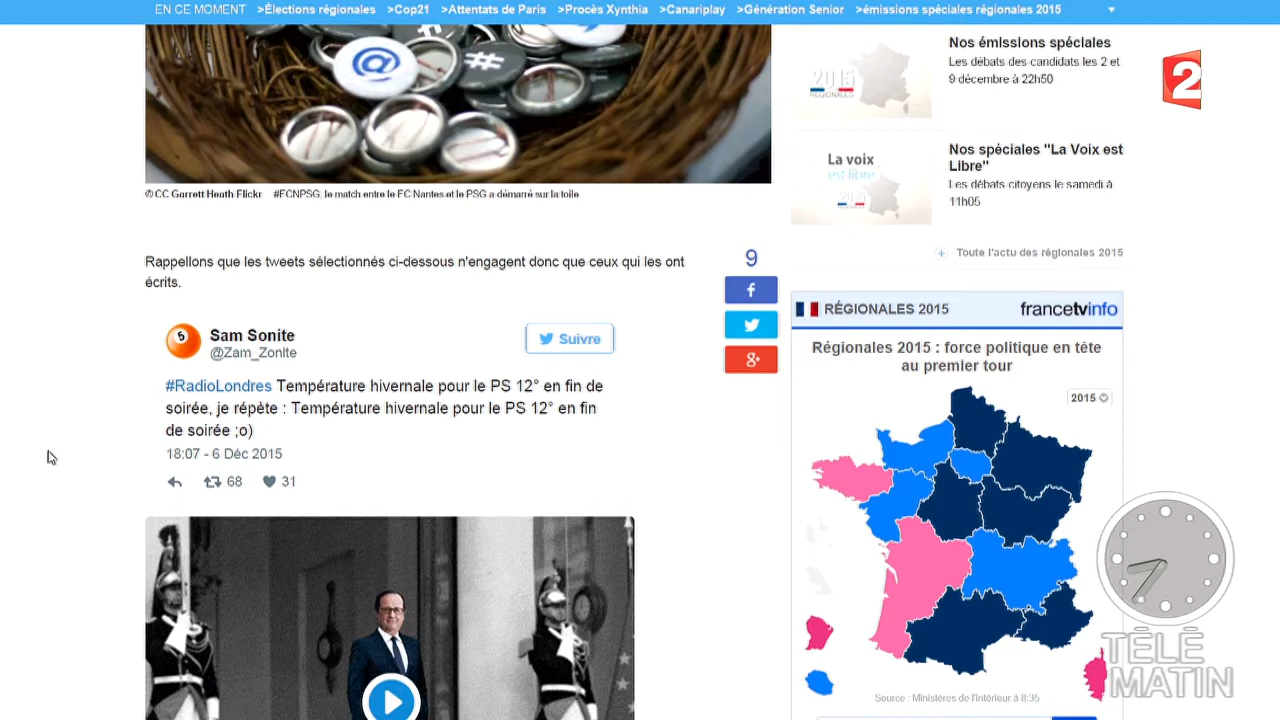 EN CE MOMENT >Élections régionales >Cop21 >Attentats de Paris >Procès Xynthia >Canariplay >Génération Senior >émissions spéciales régionales 2015
@
#
© CC Garrett Heath Flickr #FCNPSG, le match entre le FC Nantes et le PSG a démarré sur la toile
Rappellons que les tweets sélectionnés ci-dessous n'engagent donc que ceux qui les ont
écrits.
5
Sam Sonite
@Zam_Zonite
Suivre
#RadioLondres Température hivernale pour le PS 12° en fin de
soirée, je répète : Température hivernale pour le PS 12° en fin
de soirée ;o)
18:07 - 6 Déc 2015
68 31
9
f
g+
2015
RÉGIONALES
Nos émissions spéciales
Les débats des candidats les 2 et
9 décembre à 22h50
La voix
est libre
2015
Nos spéciales "La Voix est
Libre"
Les débats citoyens le samedi à
11h05
+ Toute l'actu des régionales 2015
RÉGIONALES 2015 francetvinfo
Régionales 2015 : force politique en tête
au premier tour
2015
Source : Ministères de l'Intérieur à 8:35
2
TÉLÉ
MATIN